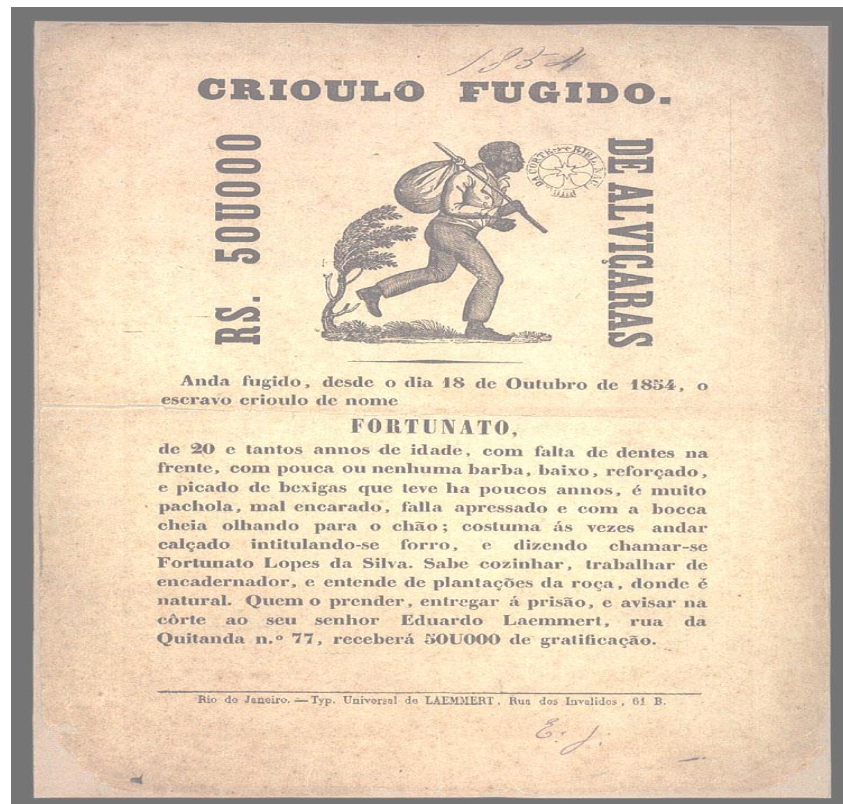 1854
CRIOULO FUGIDO.
RS. 50U000
DE ALVIÇARAS
DA CORTE
Anda fugido, desde o dia 18 de Outubro de 1854, o
escravo crioulo de nome
FORTUNATO,
de 20 e tantos annos de idade, com falta de dentes na
frente, com pouca ou nenhuma barba, baixo, reforçado,
e picado de bexigas que teve ha poucos annos, é muito
pachola, mal encarado, falla apressado e com a bocca
cheia olhando para o chão; costuma ás vezes andar
calçado intitulando-se forro, e dizendo chamar-se
Fortunato Lopes da Silva. Sabe cozinhar, trabalhar de
encadernador, e entende de plantações da roça, donde é
natural. Quem o prender, entregar á prisão, e avisar na
côrte ao seu senhor Eduardo Laemmert, rua da
Quitanda n.º 77, receberá 50U000 de gratificação.
Rio de Janeiro. — Typ. Universal de LAEMMERT, Rua dos Invalidos, 61 B.
E. J.